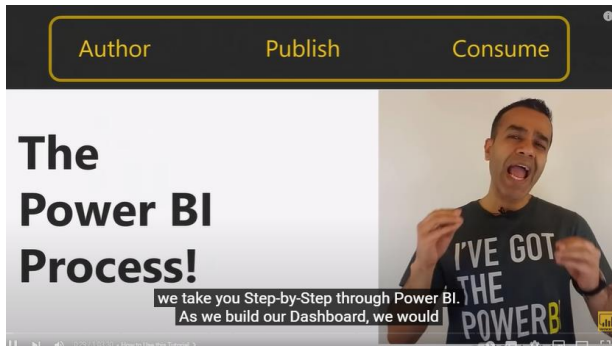 Author Publish Consume
The
Power BI
Process!
I'VE GOT
THE
POWERBI
we take you Step-by-Step through Power BI.
As we build our Dashboard, we would